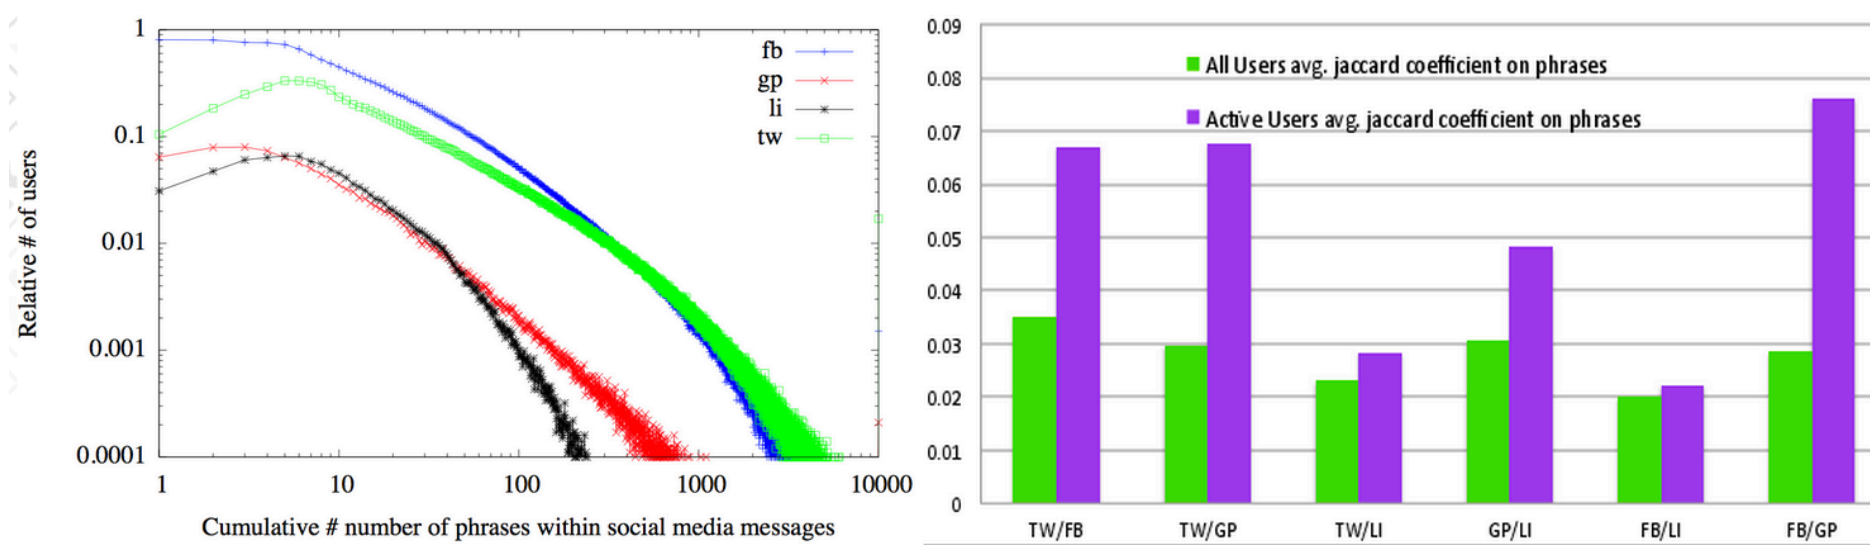 1
0.1
0.01
0.001
0.0001
Relative # of users
fb
gp
li
tw
1 10 100 1000 10000
Cumulative # number of phrases within social media messages
0.09
0.08
0.07
0.06
0.05
0.04
0.03
0.02
0.01
0
All Users avg. jaccard coefficient on phrases
Active Users avg. jaccard coefficient on phrases
TW/FB TW/GP TW/LI GP/LI FB/LI FB/GP